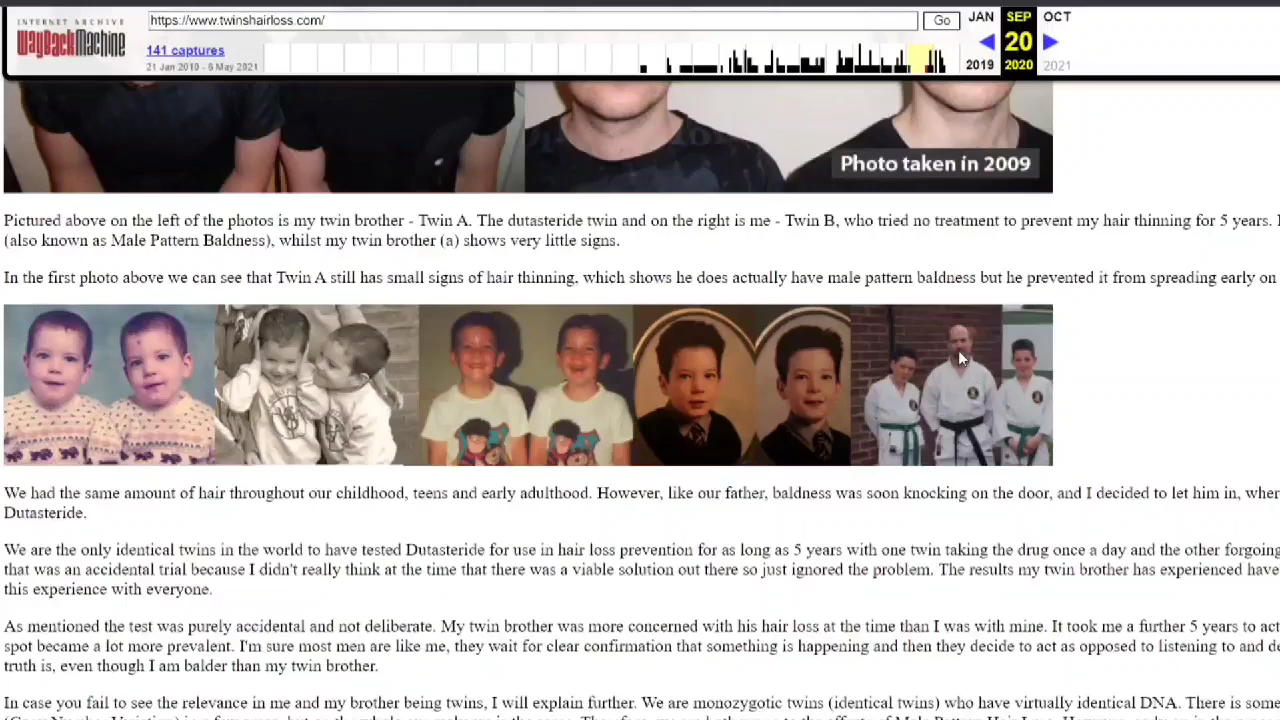 INTERNET ARCHIVE
WayBackMachine
https://www.twinshairloss.com/
Go
JAN SEP OCT
141 captures
20
21 Jan 2010 - 6 May 2021
2019 2020 2021
Photo taken in 2009
Pictured above on the left of the photos is my twin brother - Twin A. The dutasteride twin and on the right is me - Twin B, who tried no treatment to prevent my hair thinning for 5 years.
(also known as Male Pattern Baldness), whilst my twin brother (a) shows very little signs.
In the first photo above we can see that Twin A still has small signs of hair thinning, which shows he does actually have male pattern baldness but he prevented it from spreading early on
We had the same amount of hair throughout our childhood, teens and early adulthood. However, like our father, baldness was soon knocking on the door, and I decided to let him in,
Dutasteride.
We are the only identical twins in the world to have tested Dutasteride for use in hair loss prevention for as long as 5 years with one twin taking the drug once a day and the other forgoing
that was an accidental trial because I didn't really think at the time that there was a viable solution out there so just ignored the problem. The results my twin brother has experienced have
this experience with everyone.
As mentioned the test was purely accidental and not deliberate. My twin brother was more concerned with his hair loss at the time than I was with mine. It took me a further 5 years to act
spot became a lot more prevalent. I'm sure most men are like me, they wait for clear confirmation that something is happening and then they decide to act as opposed to listening to and
truth is, even though I am balder than my twin brother.
In case you fail to see the relevance in me and my brother being twins, I will explain further. We are monozygotic twins (identical twins) who have virtually identical DNA. There is